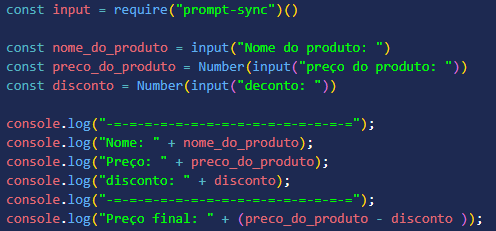 const input = require("prompt-sync")()
const nome_do_produto = input("Nome do produto: ")
const preco_do_produto = Number(input("preço do produto: "))
const disconto = Number(input("deconto: "))
console.log("-=-=-=-=-=-=-=-=-=-=-=-=-=-=");
console.log("Nome: " + nome_do_produto);
console.log("Preço: " + preco_do_produto);
console.log("disconto: " + disconto);
console.log("-=-=-=-=-=-=-=-=-=-=-=-=-=-=");
console.log("Preço final: " + (preco_do_produto - disconto ));